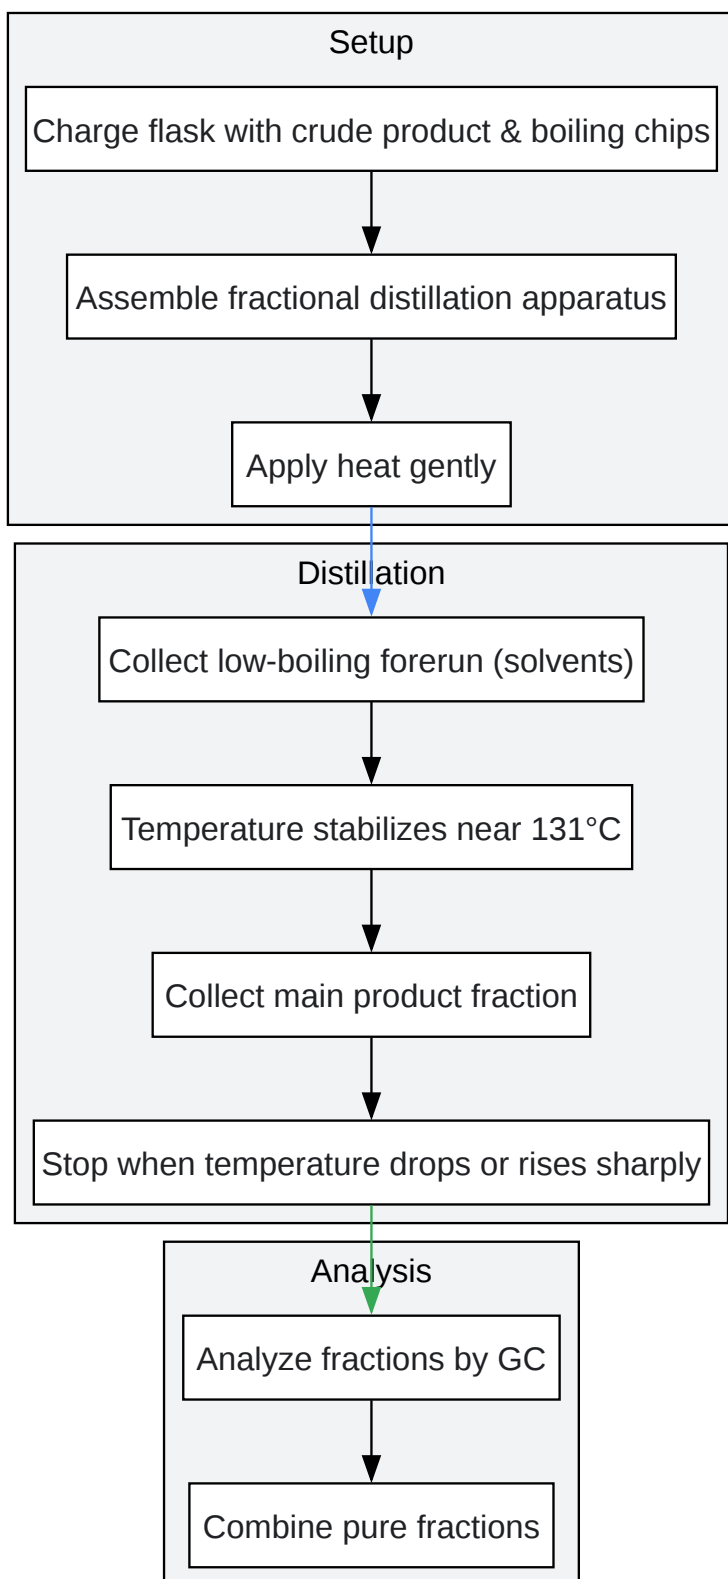 Setup
Charge flask with crude product & boiling chips
Assemble fractional distillation apparatus
Apply heat gently
Distillation
Collect low-boiling forerun (solvents)
Temperature stabilizes near 131°C
Collect main product fraction
Stop when temperature drops or rises sharply
Analysis
Analyze fractions by GC
Combine pure fractions